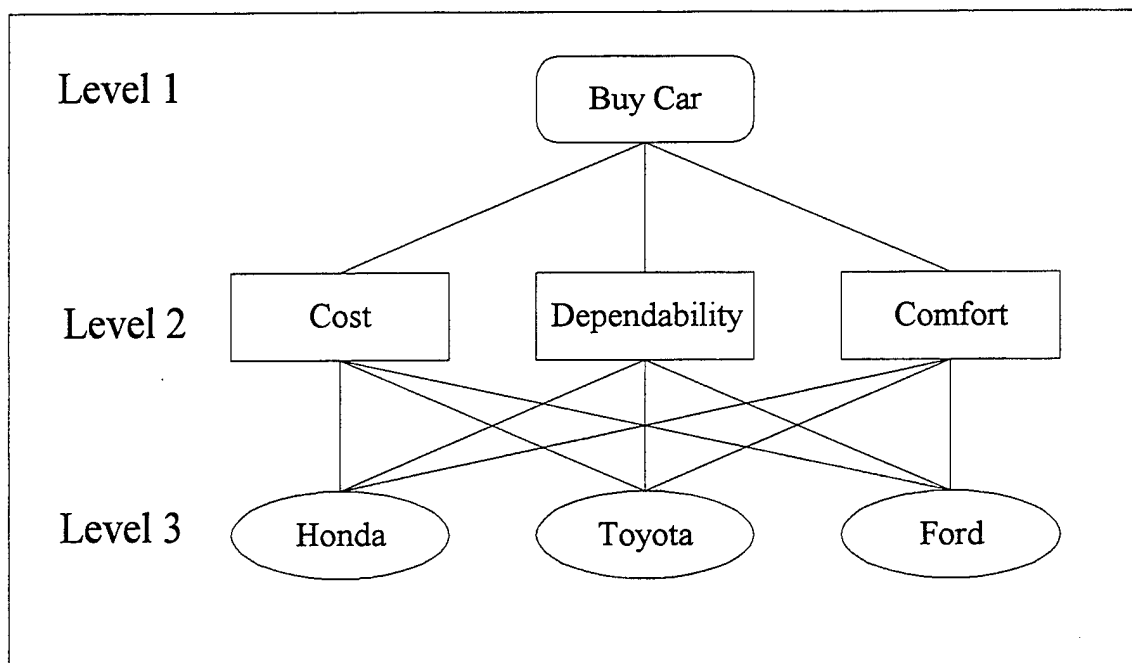 Level 1
Buy Car
Level 2
Cost
Dependability
Comfort
Level 3
Honda
Toyota
Ford